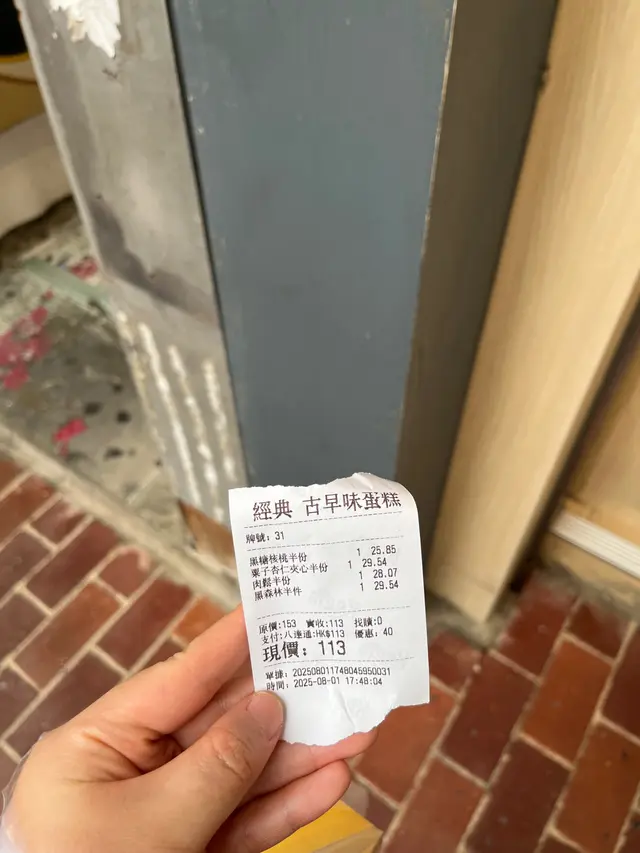 經典 古早味蛋糕
牌號：31
黑糖核桃半份 1 25.85
粟子杏仁夾心半份 1 29.54
肉鬆半份 1 28.07
黑森林半件 1 29.54
原價:153 實收:113 找贖:0
支付:八達通:HK$113 優惠: 40
現價: 113
單據: 202508011748045950031
時間: 2025-08-01 17:48:04